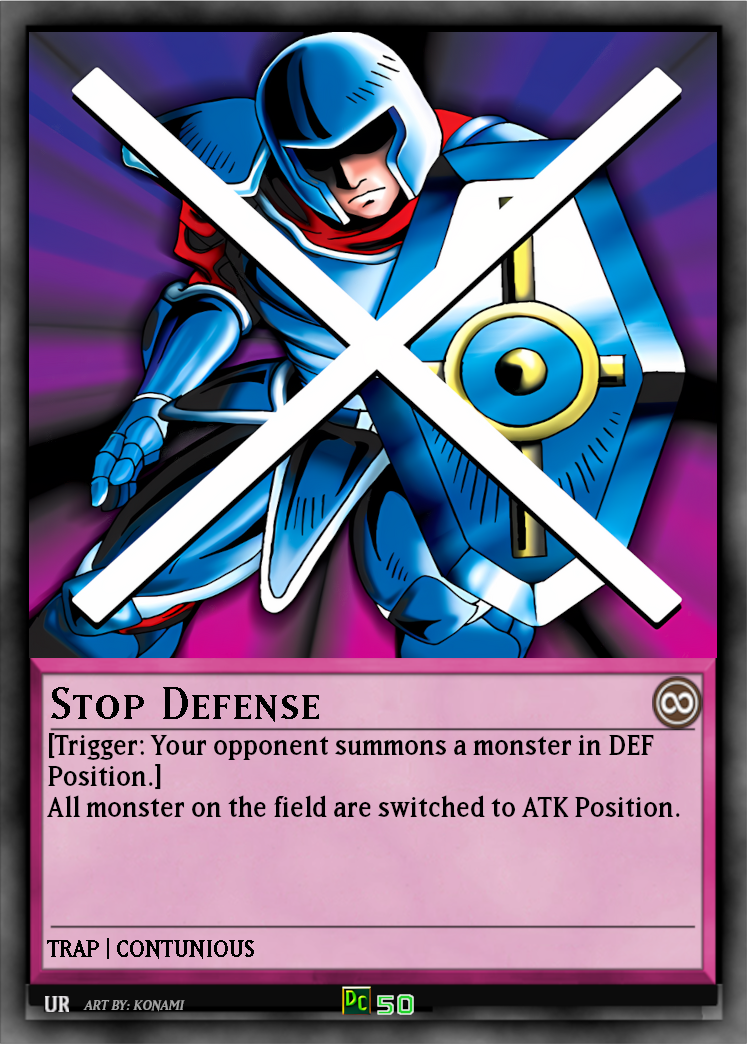 Stop Defense
[Trigger: Your opponent summons a monster in DEF
Position.]
All monster on the field are switched to ATK Position.
TRAP | CONTUNIOUS
UR ART BY: KONAMI DC 50